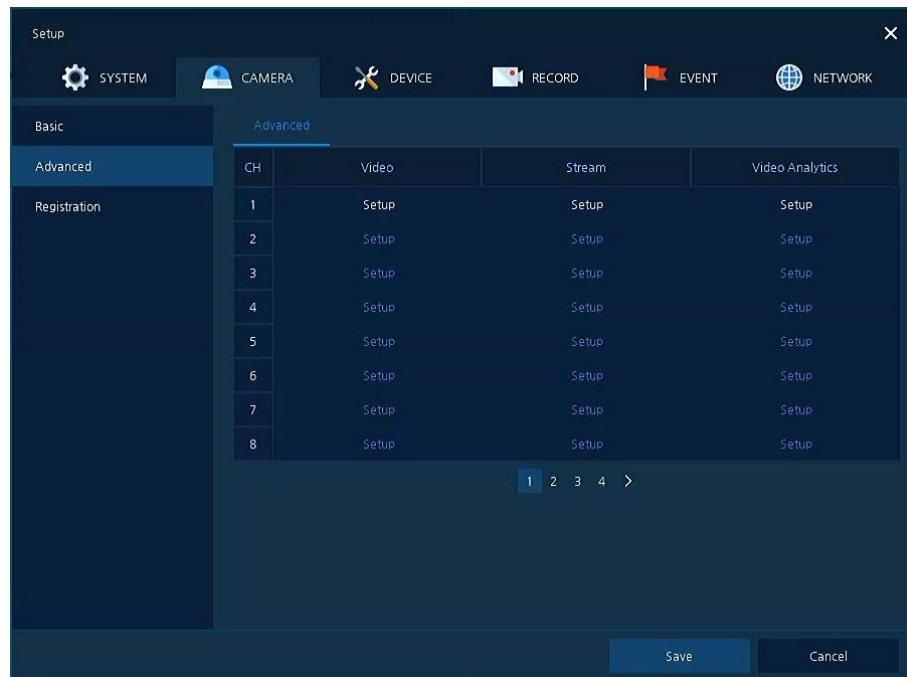 Setup
SYSTEM CAMERA DEVICE RECORD EVENT NETWORK
Basic
Advanced
Registration
Advanced
CH Video Stream Video Analytics
1 Setup Setup Setup
2 Setup Setup Setup
3 Setup Setup Setup
4 Setup Setup Setup
5 Setup Setup Setup
6 Setup Setup Setup
7 Setup Setup Setup
8 Setup Setup Setup
1 2 3 4 >
Save Cancel